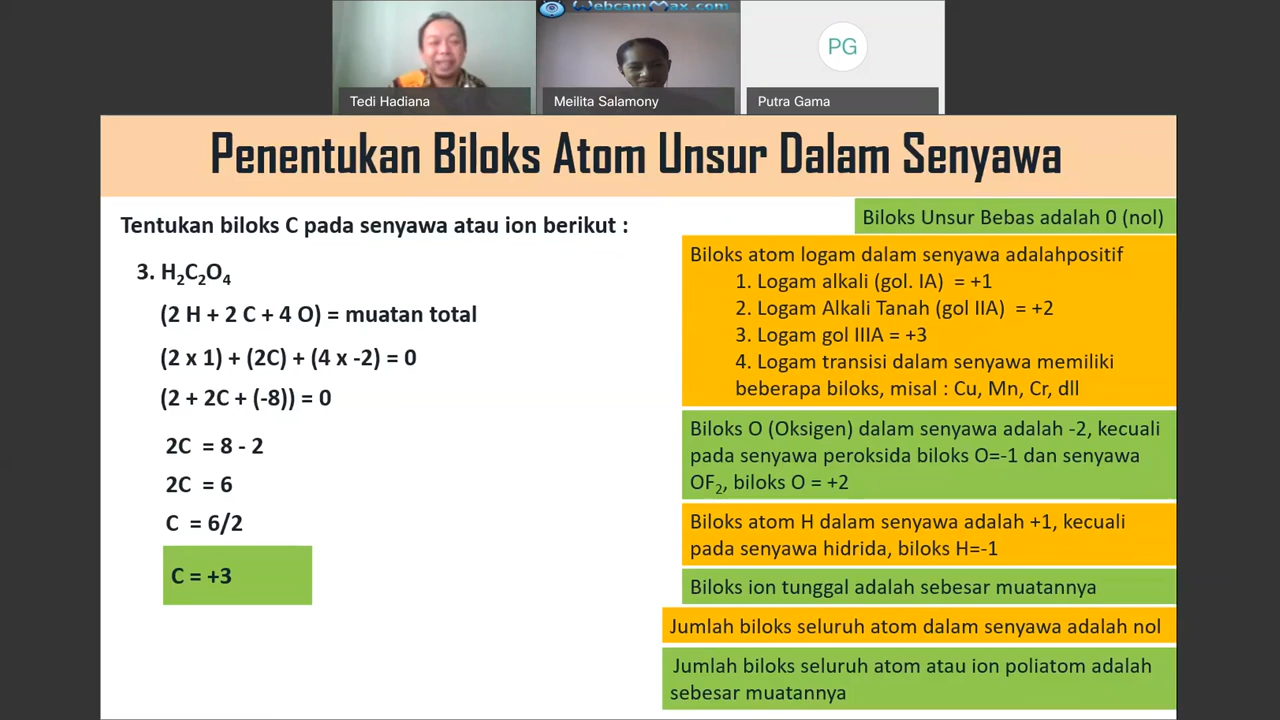 WebcamMax.com
PG
Tedi Hadiana
Meilita Salamony
Putra Gama
Penentukan Biloks Atom Unsur Dalam Senyawa
Tentukan biloks C pada senyawa atau ion berikut :
3. H₂C₂O₄
(2 H + 2 C + 4 O) = muatan total
(2 x 1) + (2C) + (4 x -2) = 0
(2 + 2C + (-8)) = 0
2C = 8 - 2
2C = 6
C = 6/2
C = +3
Biloks Unsur Bebas adalah 0 (nol)
Biloks atom logam dalam senyawa adalahpositif
1. Logam alkali (gol. IA) = +1
2. Logam Alkali Tanah (gol IIA) = +2
3. Logam gol IIIA = +3
4. Logam transisi dalam senyawa memiliki
beberapa biloks, misal : Cu, Mn, Cr, dll
Biloks O (Oksigen) dalam senyawa adalah -2, kecuali
pada senyawa peroksida biloks O=-1 dan senyawa
OF₂, biloks O = +2
Biloks atom H dalam senyawa adalah +1, kecuali
pada senyawa hidrida, biloks H=-1
Biloks ion tunggal adalah sebesar muatannya
Jumlah biloks seluruh atom dalam senyawa adalah nol
Jumlah biloks seluruh atom atau ion poliatom adalah
sebesar muatannya